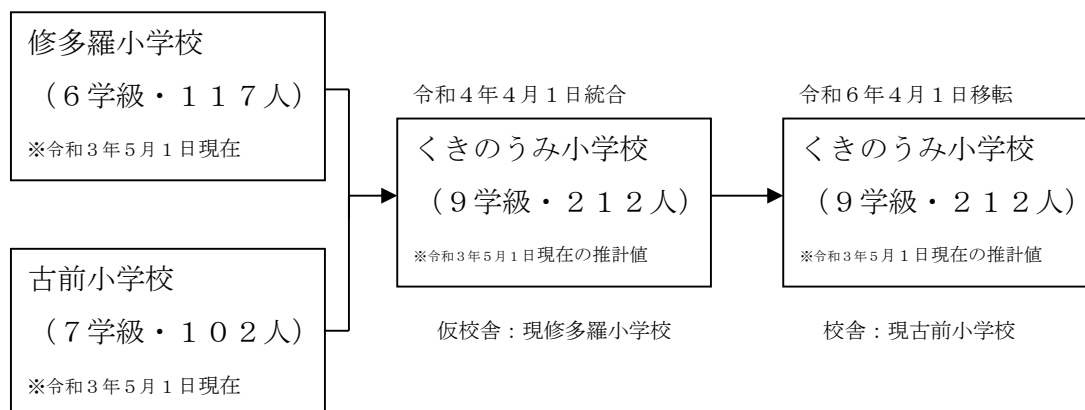 修多羅小学校
（６学級・１１７人）
※令和３年５月１日現在
古前小学校
（７学級・１０２人）
※令和３年５月１日現在
令和４年４月１日統合
くきのうみ小学校
（９学級・２１２人）
※令和３年５月１日現在の推計値
仮校舎：現修多羅小学校
令和６年４月１日移転
くきのうみ小学校
（９学級・２１２人）
※令和３年５月１日現在の推計値
校舎：現古前小学校